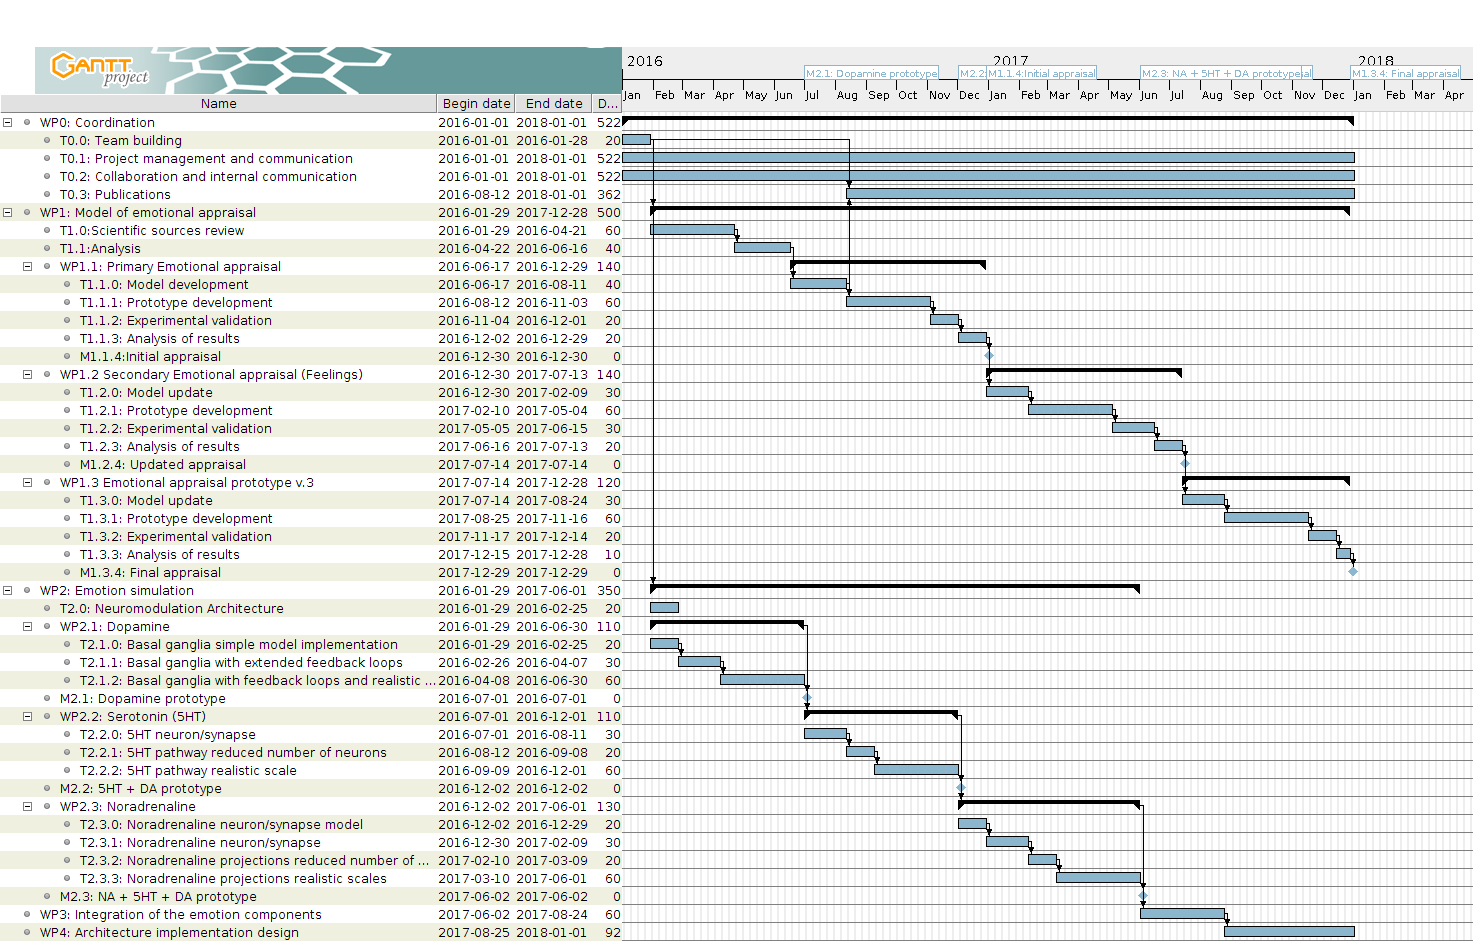 GANTT project
2016 2017 2018
M2.1: Dopamine prototype M2.2: M1.1.4:Initial appraisal M2.3: NA + 5HT + DA prototype al M1.3.4: Final appraisal
Jan Feb Mar Apr May Jun Jul Aug Sep Oct Nov Dec Jan Feb Mar Apr May Jun Jul Aug Sep Oct Nov Dec Jan Feb Mar Apr
Name Begin date End date D...
WP0: Coordination 2016-01-01 2018-01-01 522
T0.0: Team building 2016-01-01 2016-01-28 20
T0.1: Project management and communication 2016-01-01 2018-01-01 522
T0.2: Collaboration and internal communication 2016-01-01 2018-01-01 522
T0.3: Publications 2016-08-12 2018-01-01 362
WP1: Model of emotional appraisal 2016-01-29 2017-12-28 500
T1.0:Scientific sources review 2016-01-29 2016-04-21 60
T1.1:Analysis 2016-04-22 2016-06-16 40
WP1.1: Primary Emotional appraisal 2016-06-17 2016-12-29 140
T1.1.0: Model development 2016-06-17 2016-08-11 40
T1.1.1: Prototype development 2016-08-12 2016-11-03 60
T1.1.2: Experimental validation 2016-11-04 2016-12-01 20
T1.1.3: Analysis of results 2016-12-02 2016-12-29 20
M1.1.4:Initial appraisal 2016-12-30 2016-12-30 0
WP1.2 Secondary Emotional appraisal (Feelings) 2016-12-30 2017-07-13 140
T1.2.0: Model update 2016-12-30 2017-02-09 30
T1.2.1: Prototype development 2017-02-10 2017-05-04 60
T1.2.2: Experimental validation 2017-05-05 2017-06-15 30
T1.2.3: Analysis of results 2017-06-16 2017-07-13 20
M1.2.4: Updated appraisal 2017-07-14 2017-07-14 0
WP1.3 Emotional appraisal prototype v.3 2017-07-14 2017-12-28 120
T1.3.0: Model update 2017-07-14 2017-08-24 30
T1.3.1: Prototype development 2017-08-25 2017-11-16 60
T1.3.2: Experimental validation 2017-11-17 2017-12-14 20
T1.3.3: Analysis of results 2017-12-15 2017-12-28 10
M1.3.4: Final appraisal 2017-12-29 2017-12-29 0
WP2: Emotion simulation 2016-01-29 2017-06-01 350
T2.0: Neuromodulation Architecture 2016-01-29 2016-02-25 20
WP2.1: Dopamine 2016-01-29 2016-06-30 110
T2.1.0: Basal ganglia simple model implementation 2016-01-29 2016-02-25 20
T2.1.1: Basal ganglia with extended feedback loops 2016-02-26 2016-04-07 30
T2.1.2: Basal ganglia with feedback loops and realistic ... 2016-04-08 2016-06-30 60
M2.1: Dopamine prototype 2016-07-01 2016-07-01 0
WP2.2: Serotonin (5HT) 2016-07-01 2016-12-01 110
T2.2.0: 5HT neuron/synapse 2016-07-01 2016-08-11 30
T2.2.1: 5HT pathway reduced number of neurons 2016-08-12 2016-09-08 20
T2.2.2: 5HT pathway realistic scale 2016-09-09 2016-12-01 60
M2.2: 5HT + DA prototype 2016-12-02 2016-12-02 0
WP2.3: Noradrenaline 2016-12-02 2017-06-01 130
T2.3.0: Noradrenaline neuron/synapse model 2016-12-02 2016-12-29 20
T2.3.1: Noradrenaline neuron/synapse 2016-12-30 2017-02-09 30
T2.3.2: Noradrenaline projections reduced number of ... 2017-02-10 2017-03-09 20
T2.3.3: Noradrenaline projections realistic scales 2017-03-10 2017-06-01 60
M2.3: NA + 5HT + DA prototype 2017-06-02 2017-06-02 0
WP3: Integration of the emotion components 2017-06-02 2017-08-24 60
WP4: Architecture implementation design 2017-08-25 2018-01-01 92